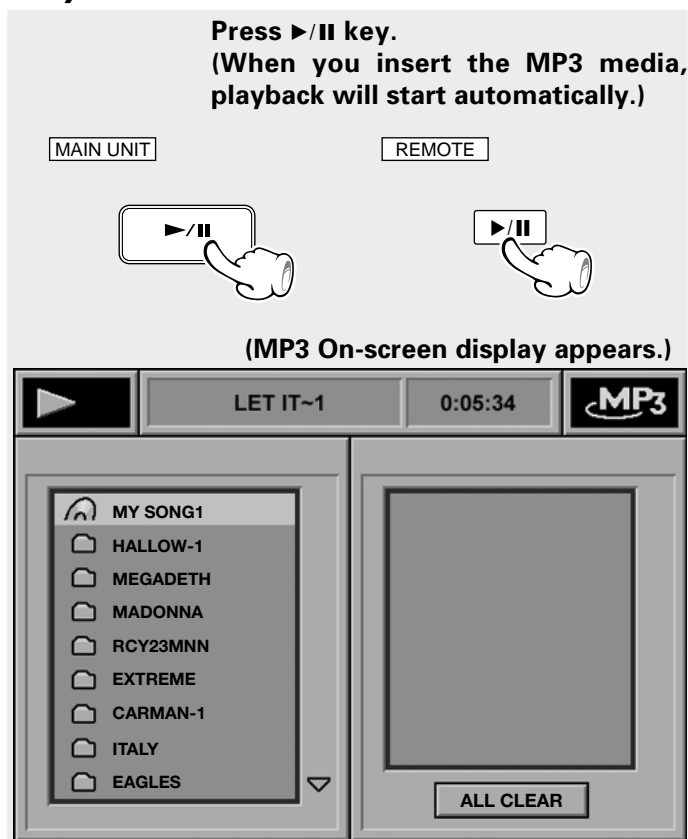 Press ►/II key.
(When you insert the MP3 media,
playback will start automatically.)
MAIN UNIT
REMOTE
►/II
►/II
(MP3 On-screen display appears.)
LET IT~1
0:05:34
MP3
MY SONG1
HALLOW-1
MEGADETH
MADONNA
RCY23MNN
EXTREME
CARMAN-1
ITALY
EAGLES
ALL CLEAR